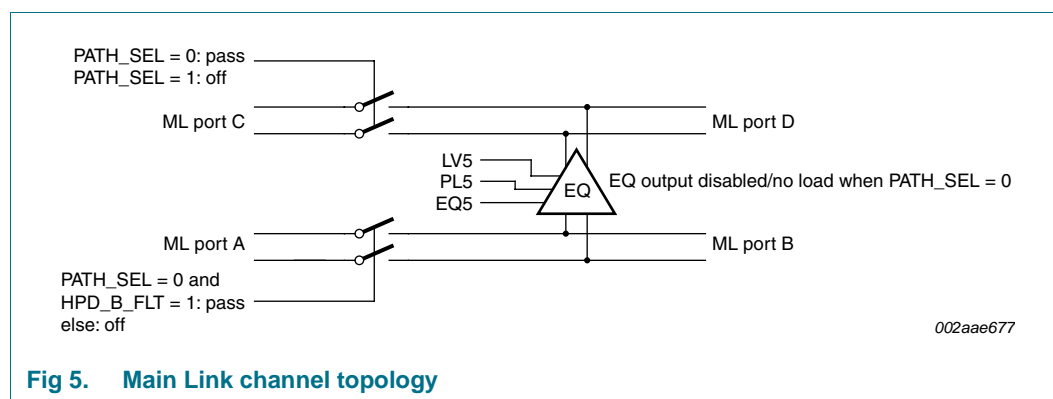 PATH_SEL = 0: pass
PATH_SEL = 1: off
ML port C
ML port D
LV5
PL5
EQ5
EQ
EQ output disabled/no load when PATH_SEL = 0
ML port A
ML port B
PATH_SEL = 0 and
HPD_B_FLT = 1: pass
else: off
002aae677
Fig 5. Main Link channel topology